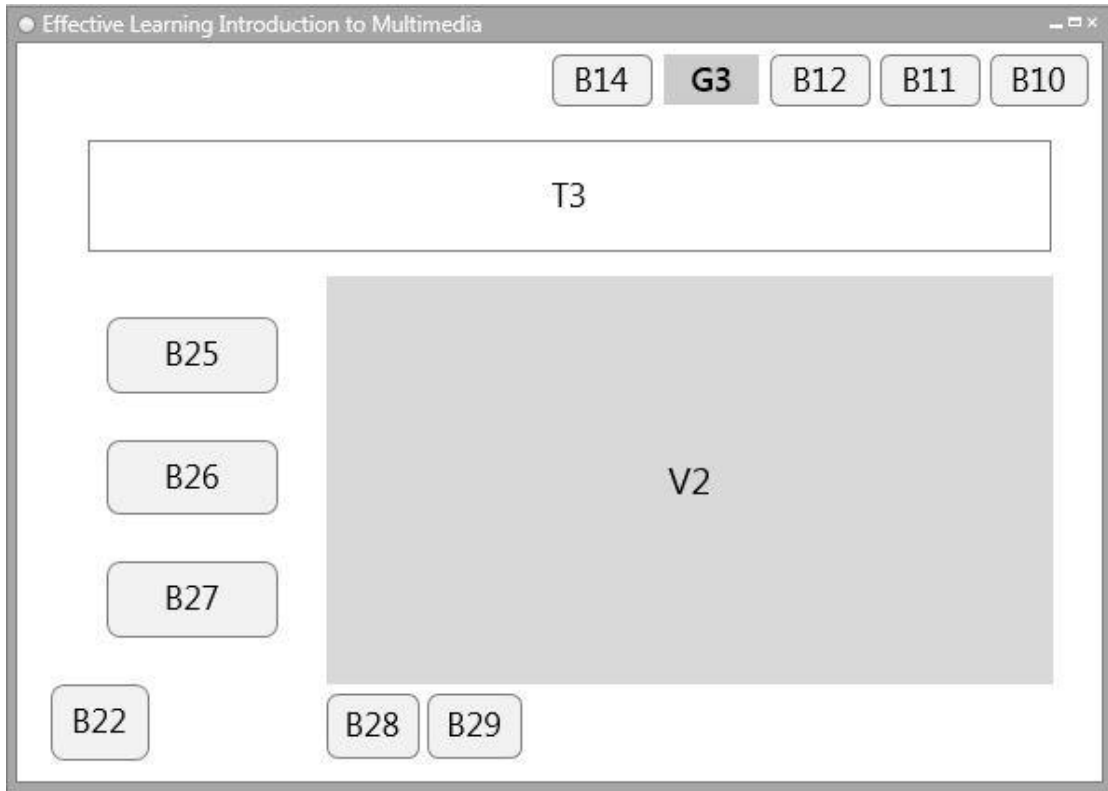 Effective Learning Introduction to Multimedia
B14 G3 B12 B11 B10
T3
B25
V2
B26
B27
B22
B28 B29